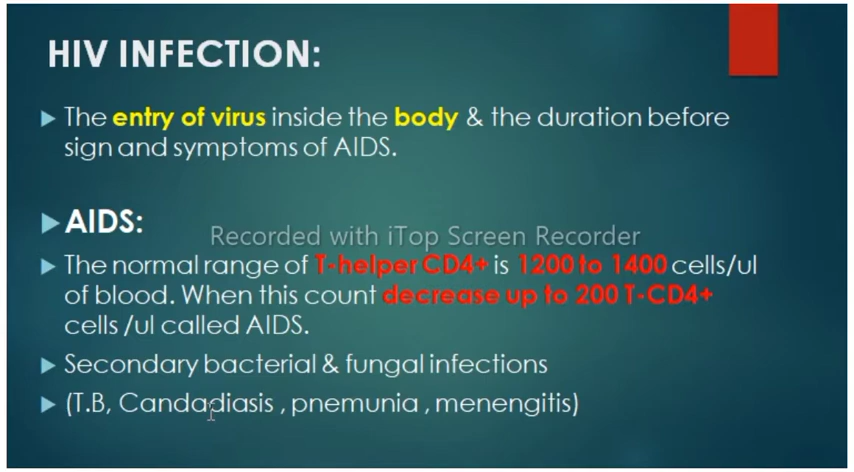 HIV INFECTION:
The entry of virus inside the body & the duration before
sign and symptoms of AIDS.
AIDS:
Recorded with iTop Screen Recorder
The normal range of T-helper CD4+ is 1200 to 1400 cells/ul
of blood. When this count decrease up to 200 T-CD4+
cells /ul called AIDS.
Secondary bacterial & fungal infections
(T.B, Candadiasis , pnemunia , menengitis)